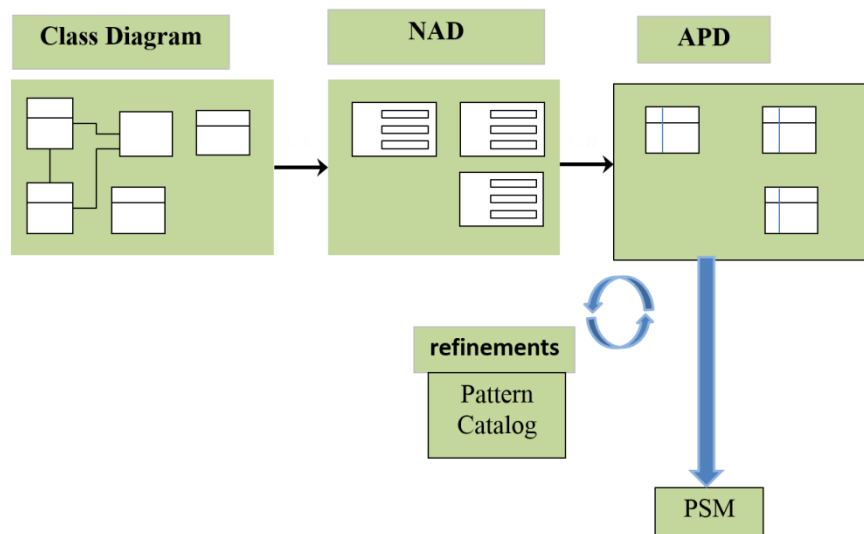 Class Diagram
NAD
APD
refinements
Pattern
Catalog
PSM